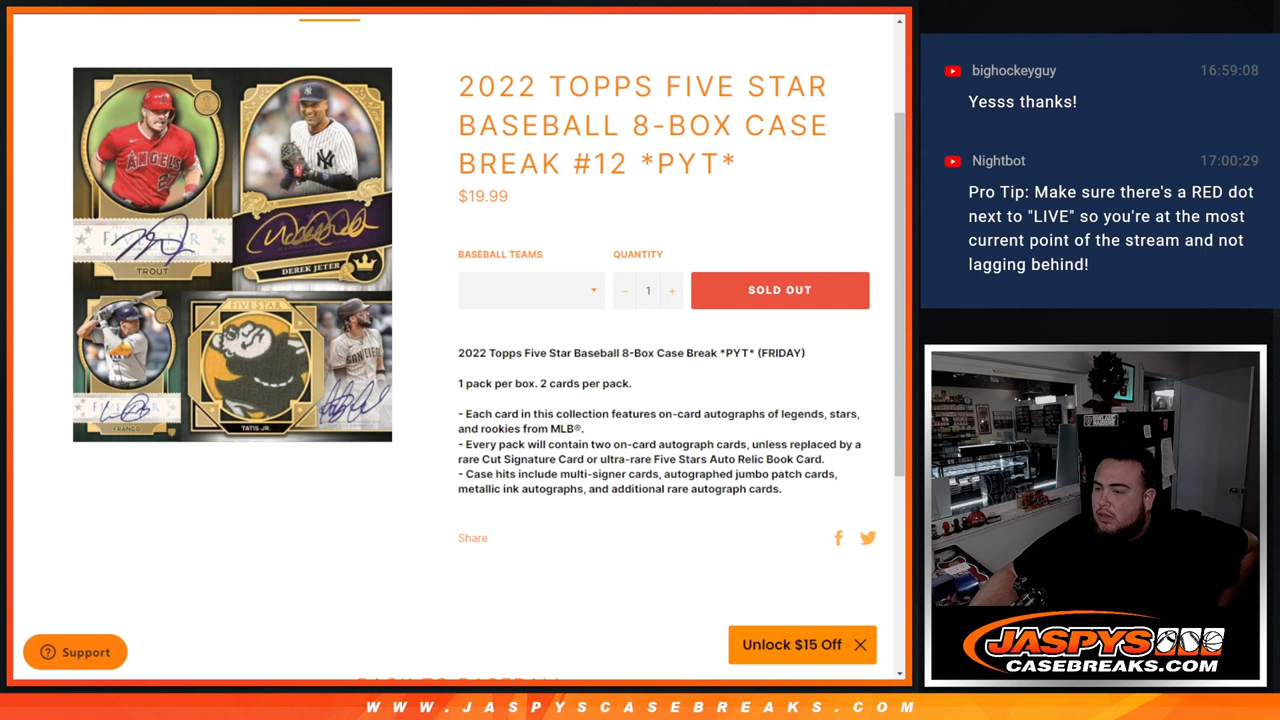 2022 TOPPS FIVE STAR
BASEBALL 8-BOX CASE
BREAK #12 *PYT*
$19.99
BASEBALL TEAMS
QUANTITY
− 1 +
SOLD OUT
2022 Topps Five Star Baseball 8-Box Case Break *PYT* (FRIDAY)
1 pack per box. 2 cards per pack.
- Each card in this collection features on-card autographs of legends, stars,
and rookies from MLB®.
- Every pack will contain two on-card autograph cards, unless replaced by a
rare Cut Signature Card or ultra-rare Five Stars Auto Relic Book Card.
- Case hits include multi-signer cards, autographed jumbo patch cards,
metallic ink autographs, and additional rare autograph cards.
Share
Support
Unlock $15 Off
ANGELS
27
FIVE STAR
TROUT
DEREK JETER
FRANCO
FIVE STAR
SAN DIEGO
TATIS JR.
bighockeyguy 16:59:08
Yesss thanks!
Nightbot 17:00:29
Pro Tip: Make sure there's a RED dot
next to "LIVE" so you're at the most
current point of the stream and not
lagging behind!
JASPYS
CASEBREAKS.COM
WWW.JASPYSCASEBREAKS.COM